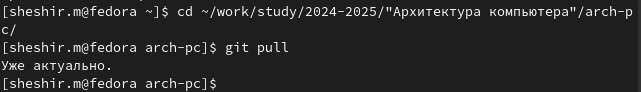 [sheshir.m@fedora ~]$ cd ~/work/study/2024-2025/"Архитектура компьютера"/arch-p
c/
[sheshir.m@fedora arch-pc]$ git pull
Уже актуально.
[sheshir.m@fedora arch-pc]$